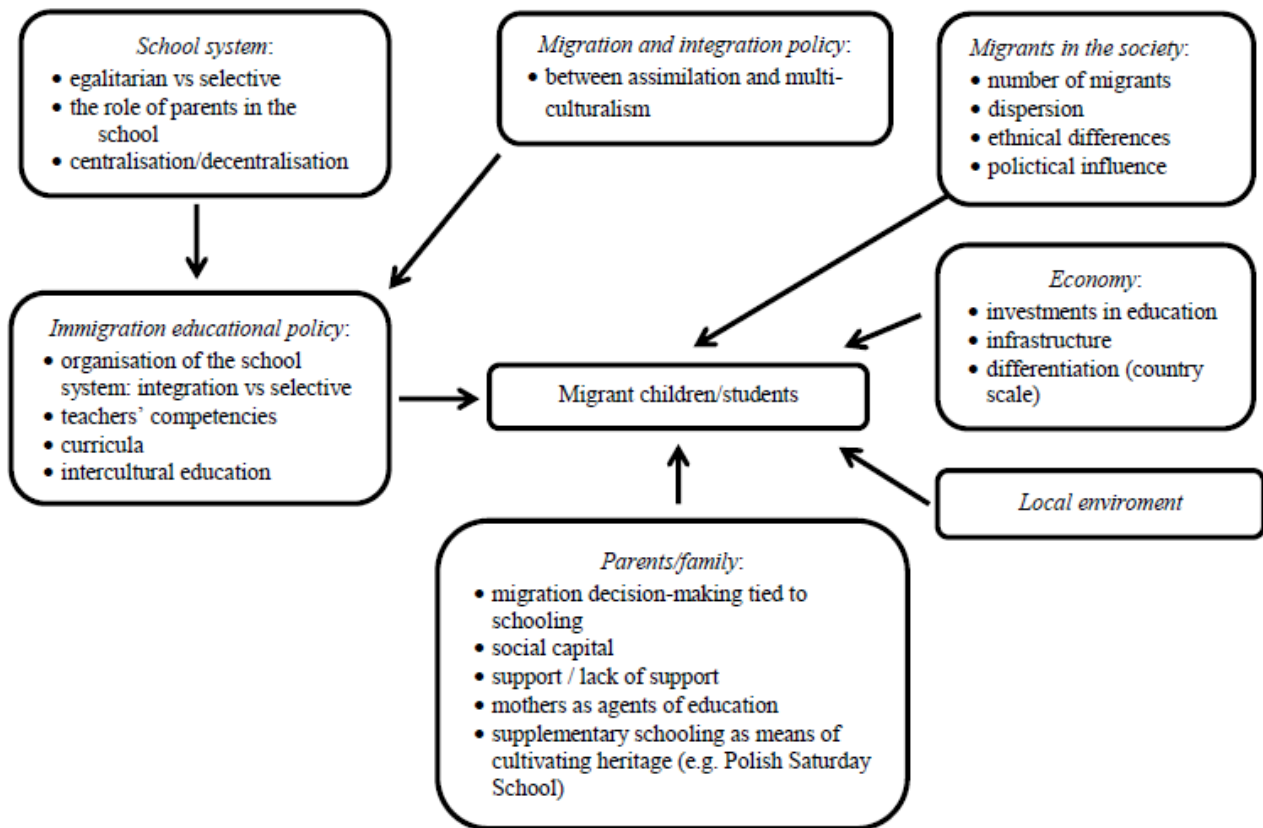 School system:
• egalitarian vs selective
• the role of parents in the
school
• centralisation/decentralisation
Migration and integration policy:
• between assimilation and multi-
culturalism
Migrants in the society:
• number of migrants
• dispersion
• ethnical differences
• polictical influence
Immigration educational policy:
• organisation of the school
system: integration vs selective
• teachers’ competencies
• curricula
• intercultural education
Migrant children/students
Economy:
• investments in education
• infrastructure
• differentiation (country
scale)
Local enviroment
Parents/family:
• migration decision-making tied to
schooling
• social capital
• support / lack of support
• mothers as agents of education
• supplementary schooling as means of
cultivating heritage (e.g. Polish Saturday
School)